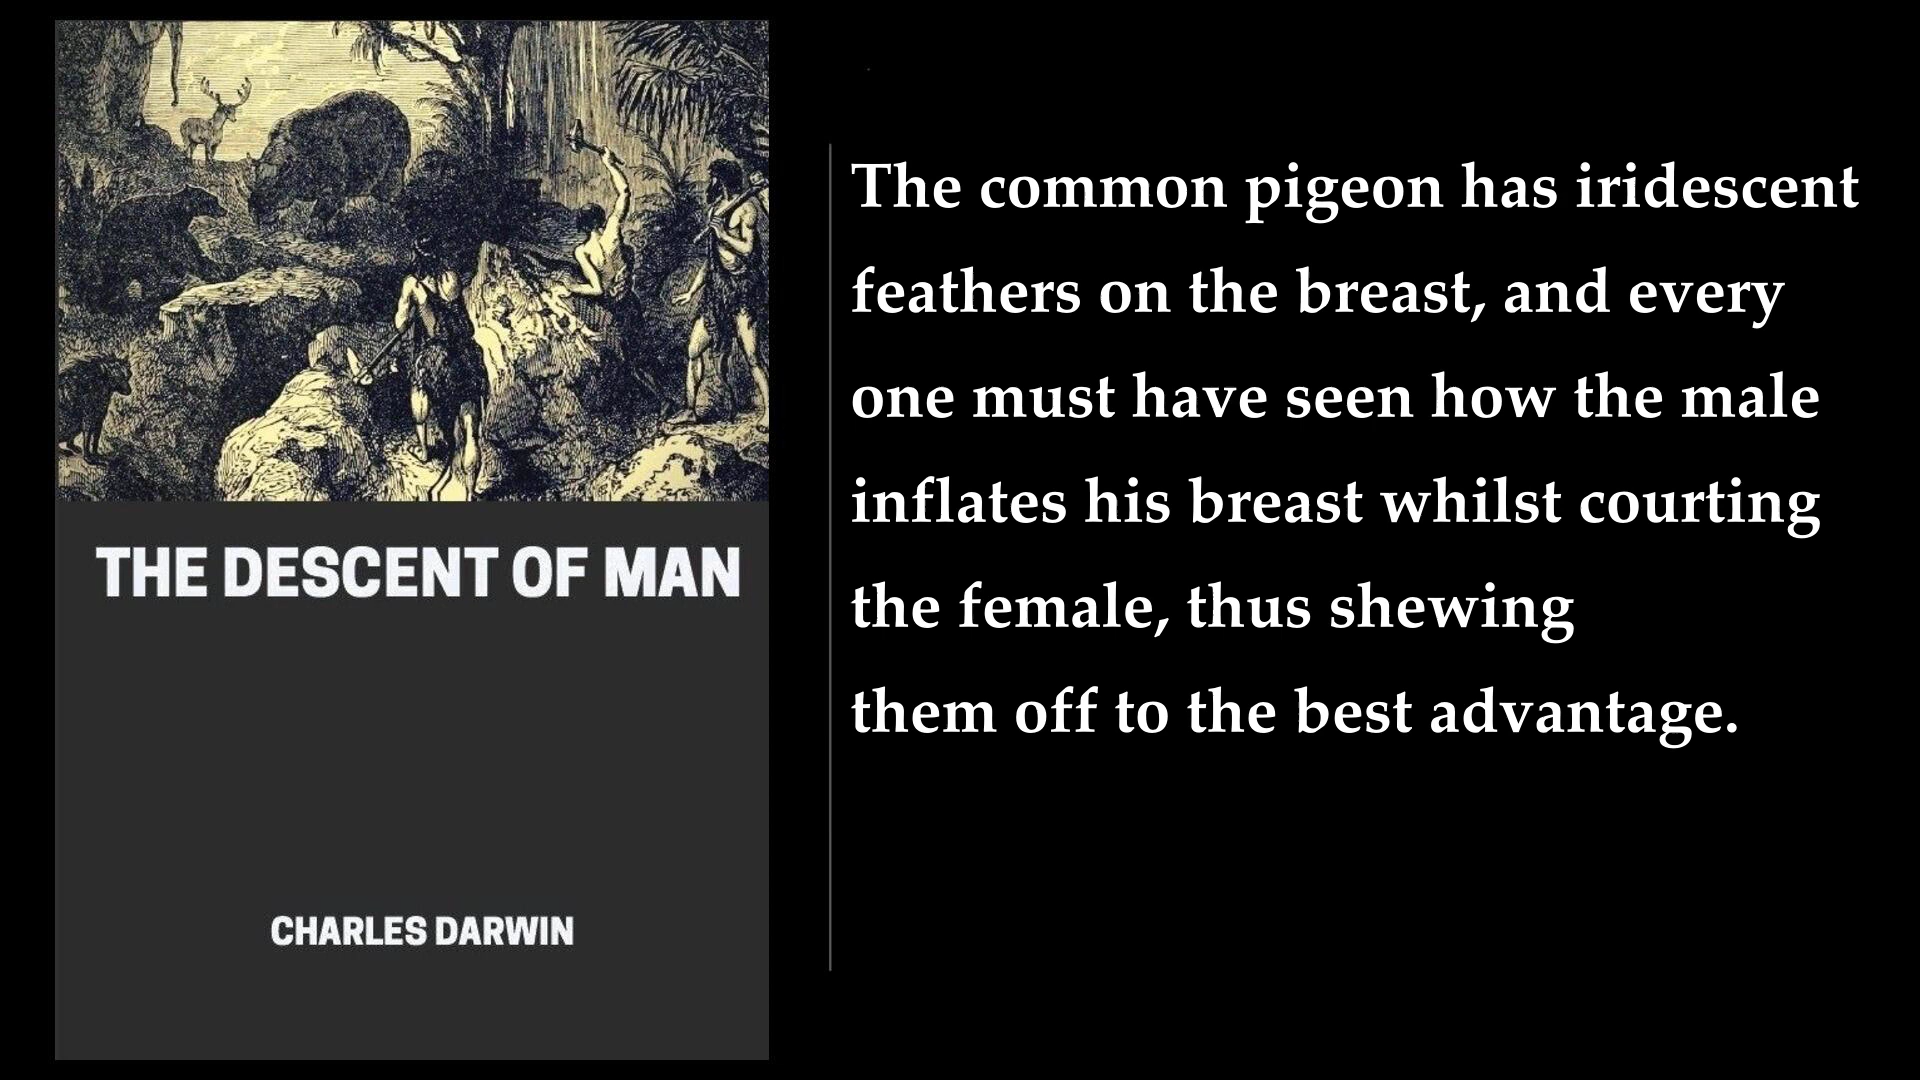 THE DESCENT OF MAN
CHARLES DARWIN
The common pigeon has iridescent
feathers on the breast, and every
one must have seen how the male
inflates his breast whilst courting
the female, thus shewing
them off to the best advantage.